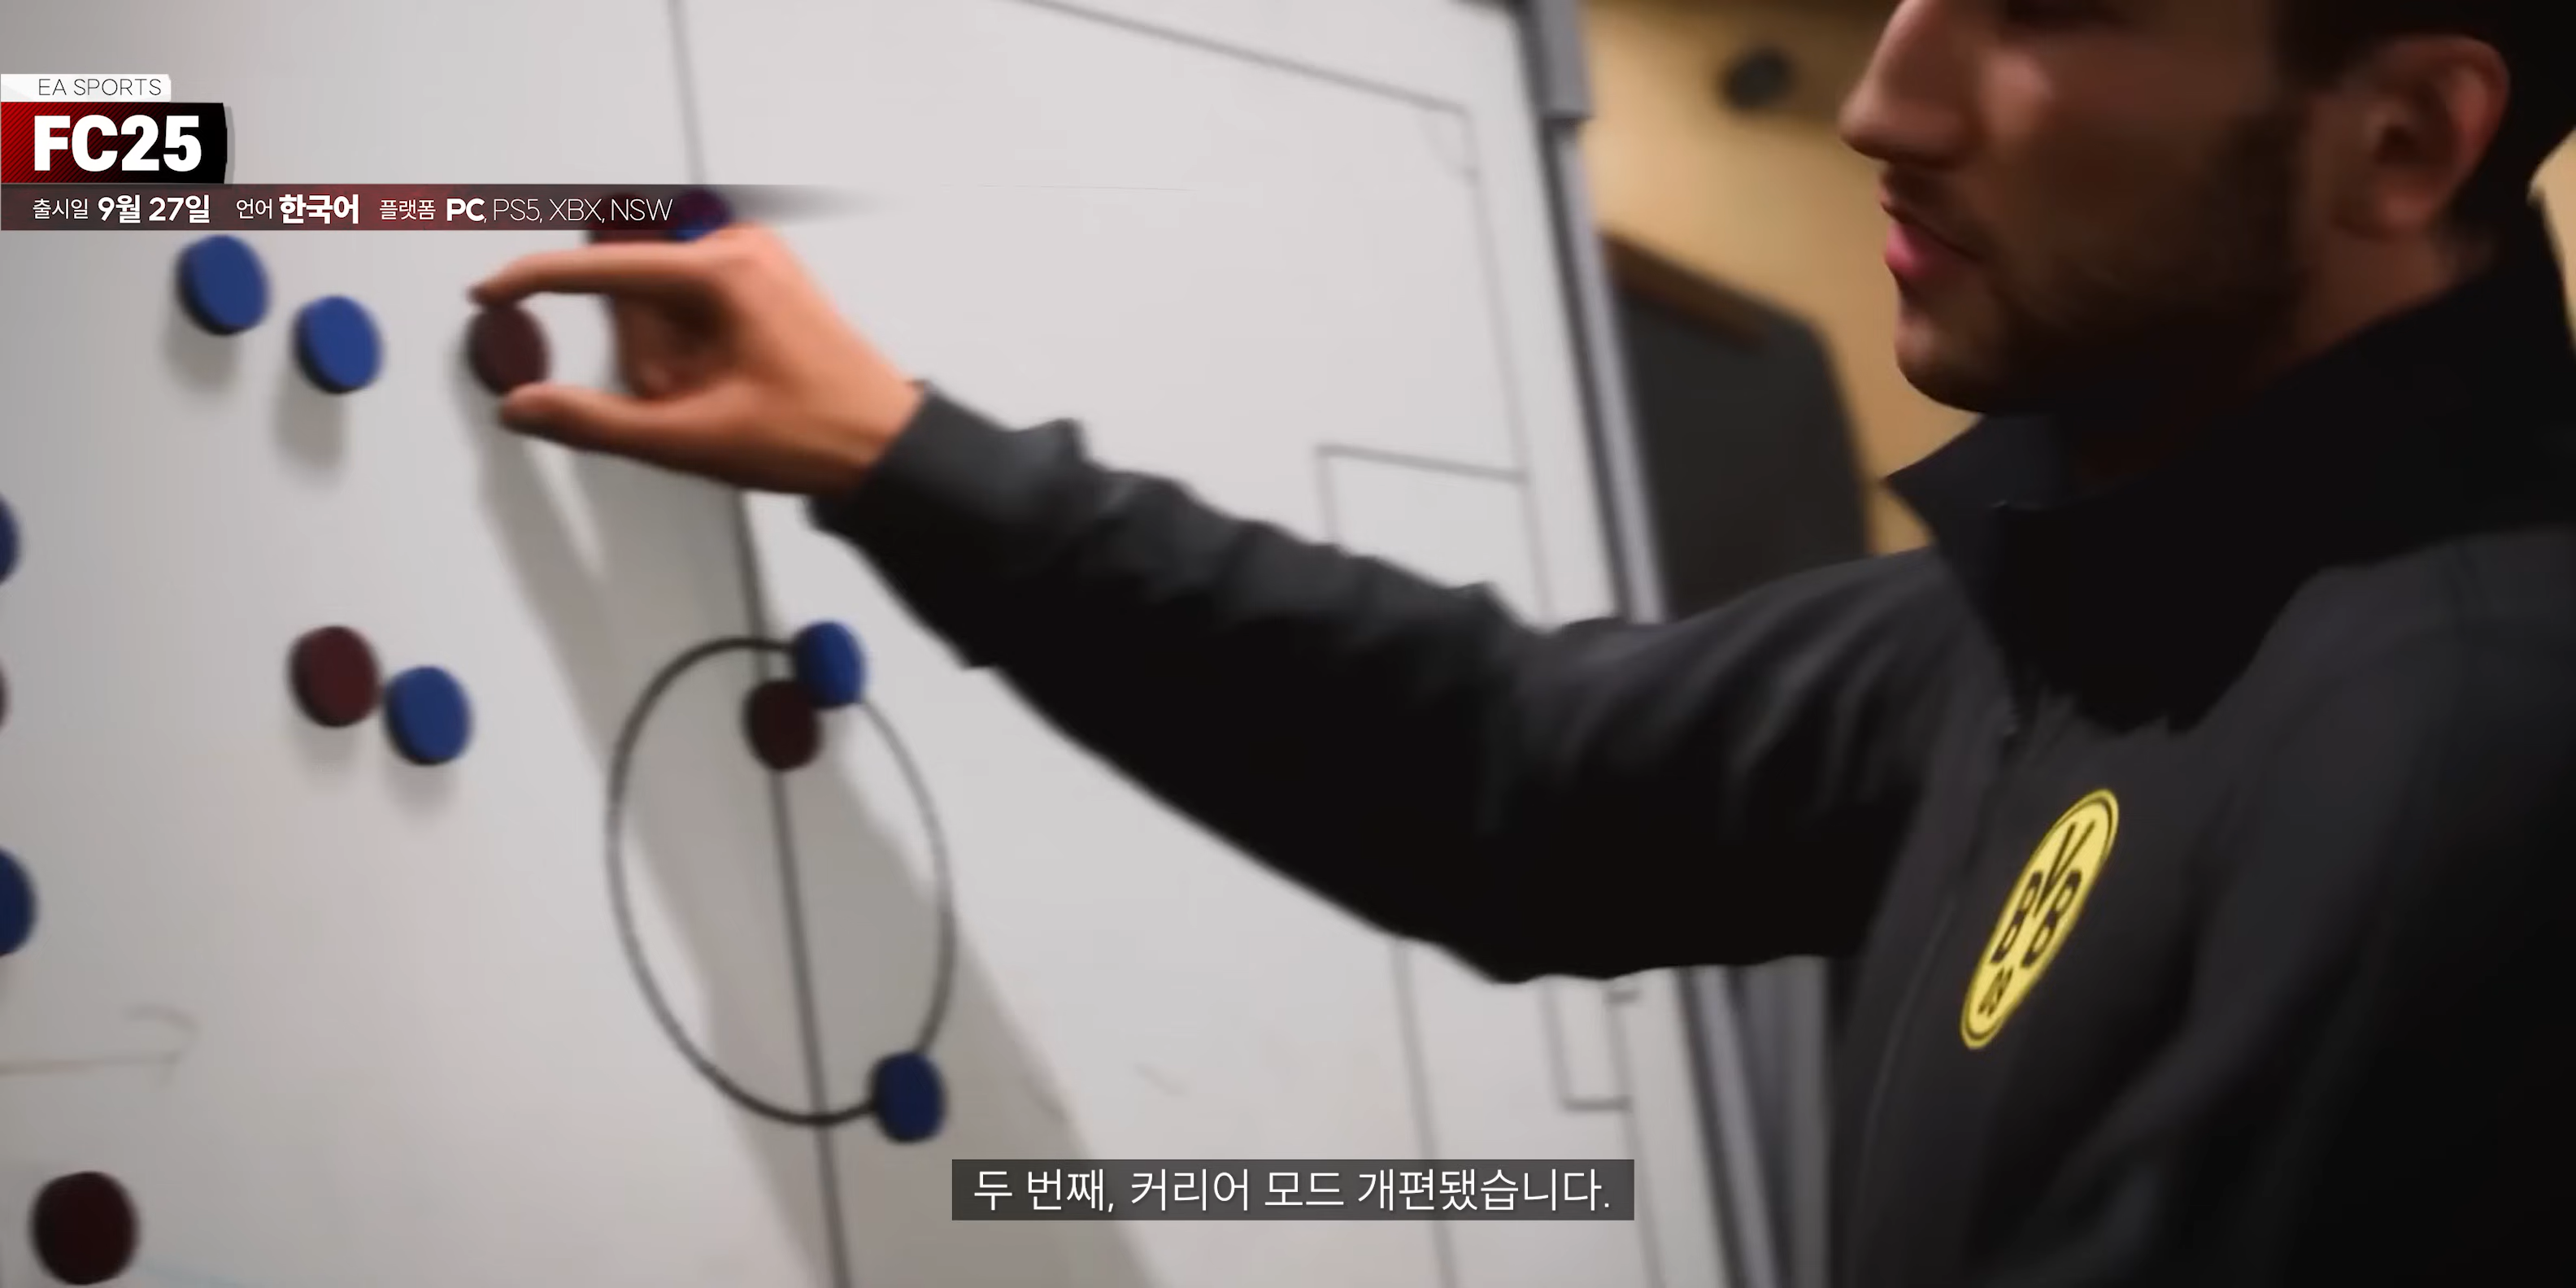 EA SPORTS
FC25
출시일 9월 27일 언어 한국어 플랫폼 PC, PS5, XBX, NSW
BVB
09
두 번째, 커리어 모드 개편됐습니다.